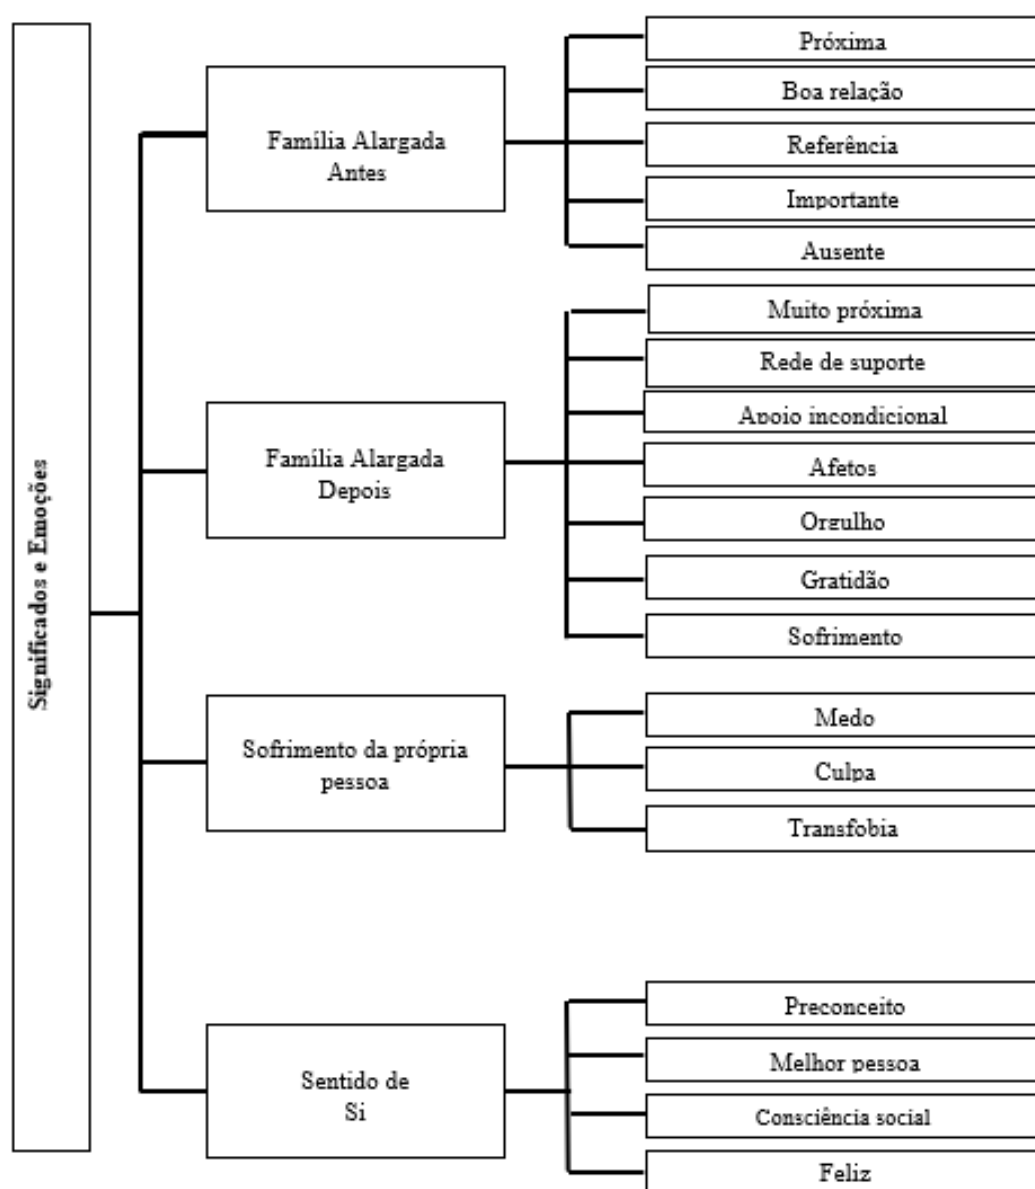 Significados e Emoções
Família Alargada
Antes
Próxima
Boa relação
Referência
Importante
Ausente
Família Alargada
Depois
Muito próxima
Rede de suporte
Apoio incondicional
Afetos
Orgulho
Gratidão
Sofrimento
Sofrimento da própria
pessoa
Medo
Culpa
Transfobia
Sentido de
Si
Preconceito
Melhor pessoa
Consciência social
Feliz